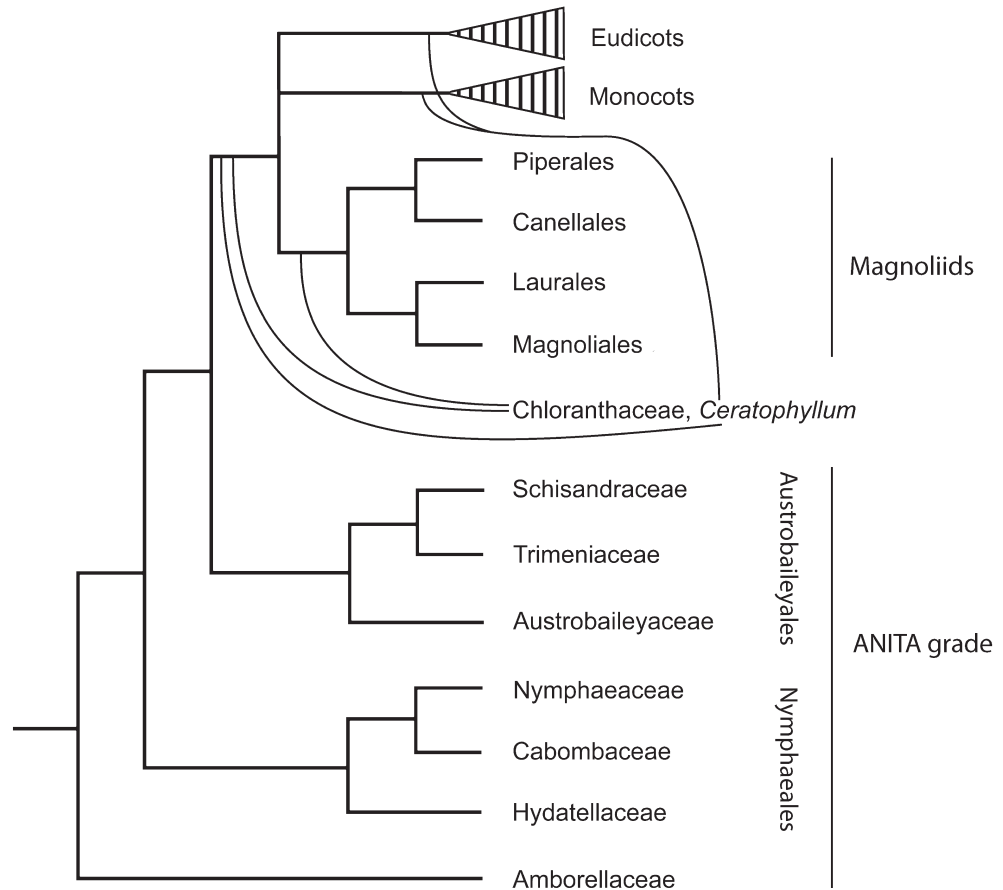 Eudicots
Monocots
Piperales
Canellales
Laurales
Magnoliales
Magnoliids
Chloranthaceae, Ceratophyllum
Schisandraceae
Trimeniaceae
Austrobaileyaceae
Austrobaileyales
ANITA grade
Nymphaeaceae
Cabombaceae
Hydatellaceae
Nymphaeales
Amborellaceae